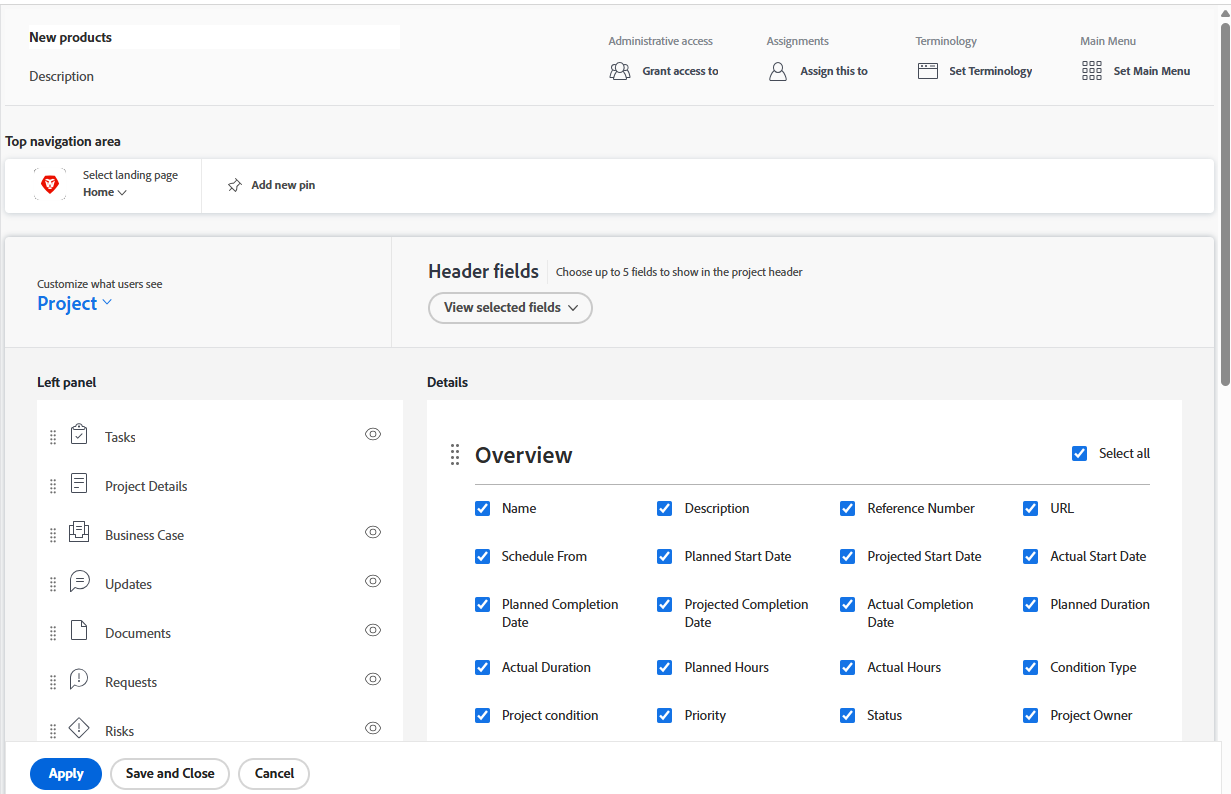 New products
Description
Administrative access
Grant access to
Assignments
Assign this to
Terminology
Set Terminology
Main Menu
Set Main Menu
Top navigation area
Select landing page
Home
Add new pin
Customize what users see
Project
Header fields
Choose up to 5 fields to show in the project header
View selected fields
Left panel
Tasks
Project Details
Business Case
Updates
Documents
Requests
Risks
Details
Overview
Select all
Name
Description
Reference Number
URL
Schedule From
Planned Start Date
Projected Start Date
Actual Start Date
Planned Completion
Date
Projected Completion
Date
Actual Completion
Date
Planned Duration
Actual Duration
Planned Hours
Actual Hours
Condition Type
Project condition
Priority
Status
Project Owner
Apply
Save and Close
Cancel